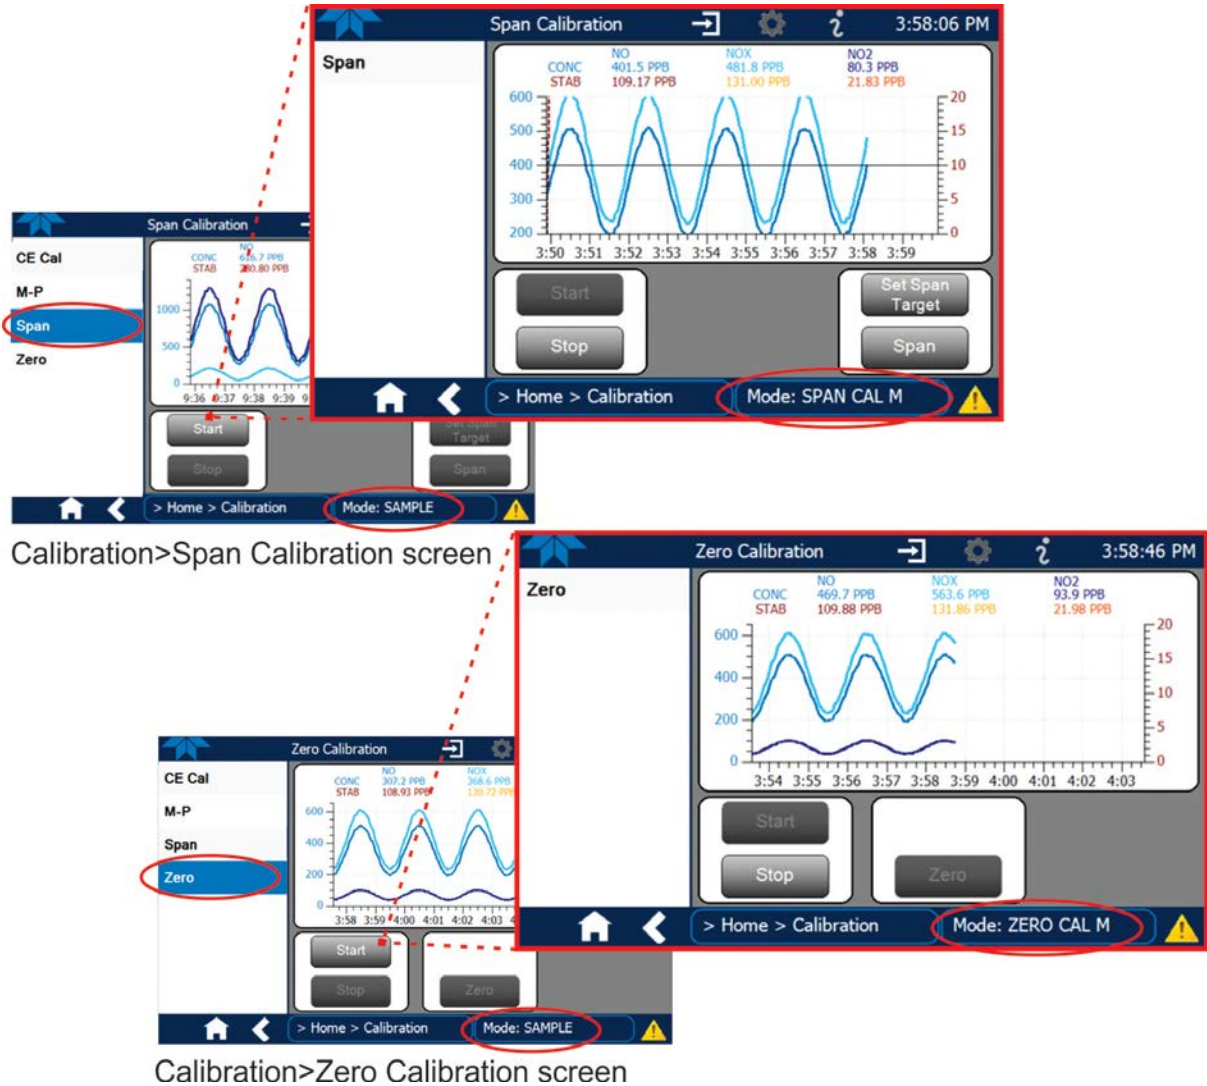 Span Calibration 3:58:06 PM
Span
NO NOX NO2
CONC 401.5 PPB 481.8 PPB 80.3 PPB
STAB 109.17 PPB 131.00 PPB 21.83 PPB
600 20
500 15
400 10
300 5
200 0
3:50 3:51 3:52 3:53 3:54 3:55 3:56 3:57 3:58 3:59
Start
Set Span
Target
Stop
Span
> Home > Calibration Mode: SPAN CAL M
Span Calibration
CE Cal
M-P
Span
Zero
NO
CONC 616.7 PPB
STAB
1000
500
0
9:36 9:37 9:38 9:39 9
Start
Set Span
Target
Stop
Span
> Home > Calibration Mode: SAMPLE
Calibration>Span Calibration screen
Zero Calibration 3:58:46 PM
Zero
NO NOX NO2
CONC 469.7 PPB 563.6 PPB 93.9 PPB
STAB 109.88 PPB 131.86 PPB 21.98 PPB
600 20
15
400
10
200
5
0 0
3:54 3:55 3:56 3:57 3:58 3:59 4:00 4:01 4:02 4:03
Start
Stop
Zero
> Home > Calibration Mode: ZERO CAL M
Zero Calibration
CE Cal
M-P
Span
Zero
NO NOX
CONC 307.2 PPB 368.6 PPB
STAB 108.93 PPB 130.72 PPB
600
400
200
0
3:58 3:59 4:00 4:01 4:02 4:03 4
Start
Stop
Zero
> Home > Calibration Mode: SAMPLE
Calibration>Zero Calibration screen